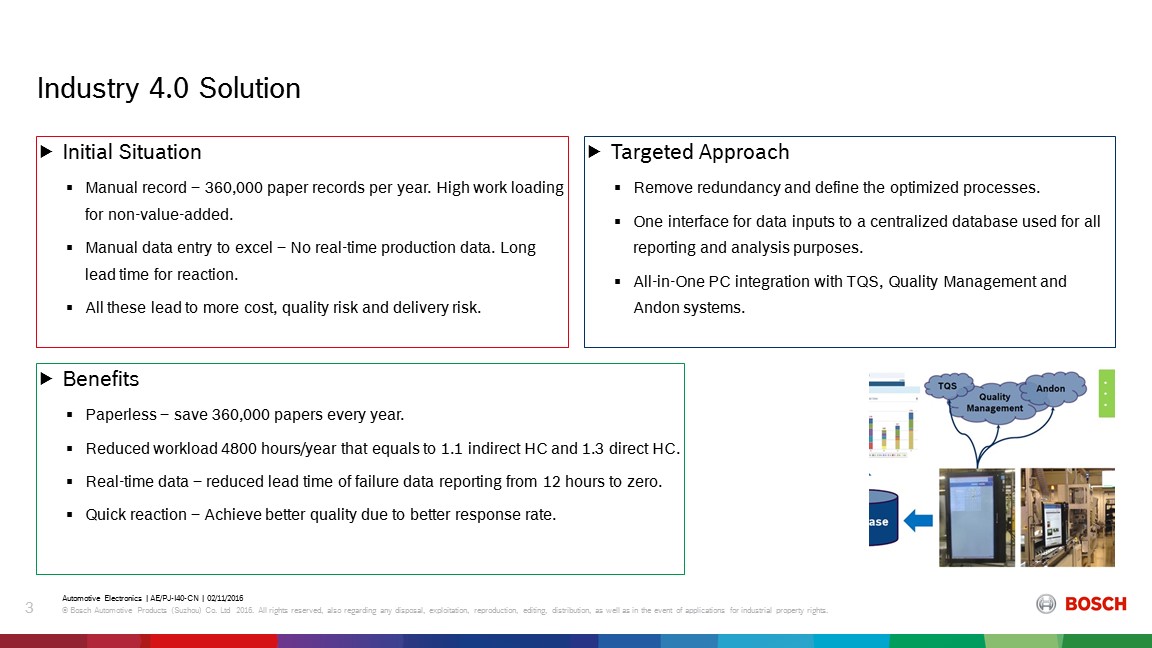 Industry 4.0 Solution
Initial Situation
Manual record – 360,000 paper records per year. High work loading
for non-value-added.
Manual data entry to excel – No real-time production data. Long
lead time for reaction.
All these lead to more cost, quality risk and delivery risk.
Targeted Approach
Remove redundancy and define the optimized processes.
One interface for data inputs to a centralized database used for all
reporting and analysis purposes.
All-in-One PC integration with TQS, Quality Management and
Andon systems.
Benefits
Paperless – save 360,000 papers every year.
Reduced workload 4800 hours/year that equals to 1.1 indirect HC and 1.3 direct HC.
Real-time data – reduced lead time of failure data reporting from 12 hours to zero.
Quick reaction – Achieve better quality due to better response rate.
TQS
Quality
Management
Andon
ase
3
Automotive Electronics | AE/PJ-I40-CN | 02/11/2016
© Bosch Automotive Products (Suzhou) Co. Ltd 2016. All rights reserved, also regarding any disposal, exploitation, reproduction, editing, distribution, as well as in the event of applications for industrial property rights.
BOSCH